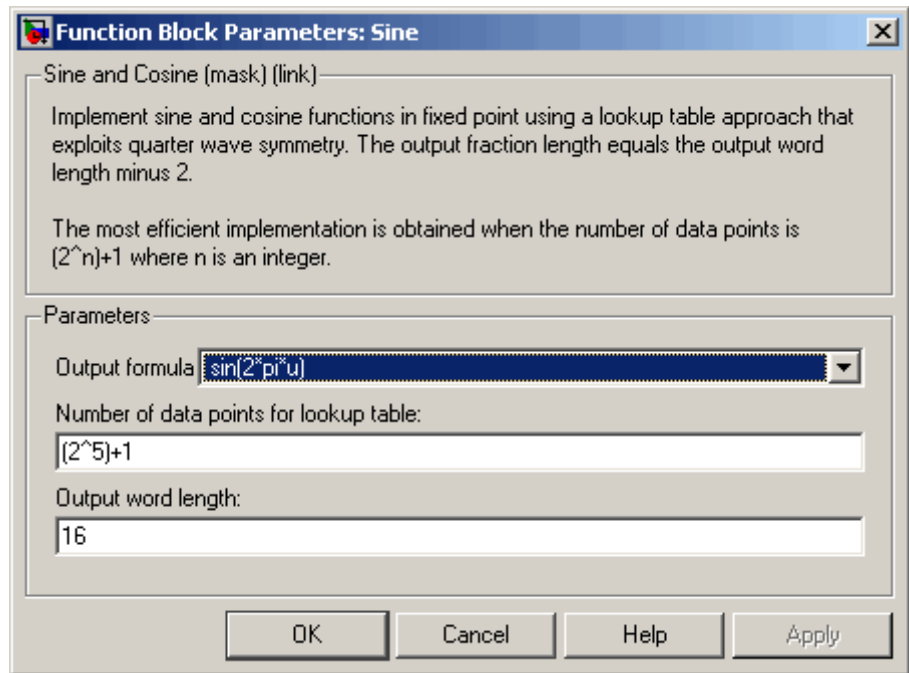 Function Block Parameters: Sine
Sine and Cosine (mask) (link)
Implement sine and cosine functions in fixed point using a lookup table approach that
exploits quarter wave symmetry. The output fraction length equals the output word
length minus 2.
The most efficient implementation is obtained when the number of data points is
(2^n)+1 where n is an integer.
Parameters
Output formula sin(2*pi*u)
Number of data points for lookup table:
(2^5)+1
Output word length:
16
OK Cancel Help Apply